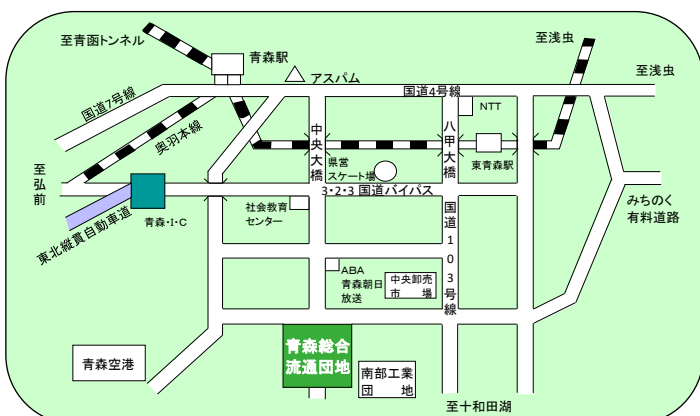 至青函トンネル
青森駅
アスパム
至浅虫
至浅虫
国道7号線
国道4号線
NTT
奥羽本線
中央大橋
八甲大橋
東青森駅
県営
スケート場
至弘前
3・2・3 国道バイパス
青森・I・C
東北縦貫自動車道
社会教育
センター
みちのく
有料道路
国道103号線
ABA
青森朝日
放送
中央卸売
市　場
青森総合
流通団地
青森空港
南部工業
団　地
至十和田湖